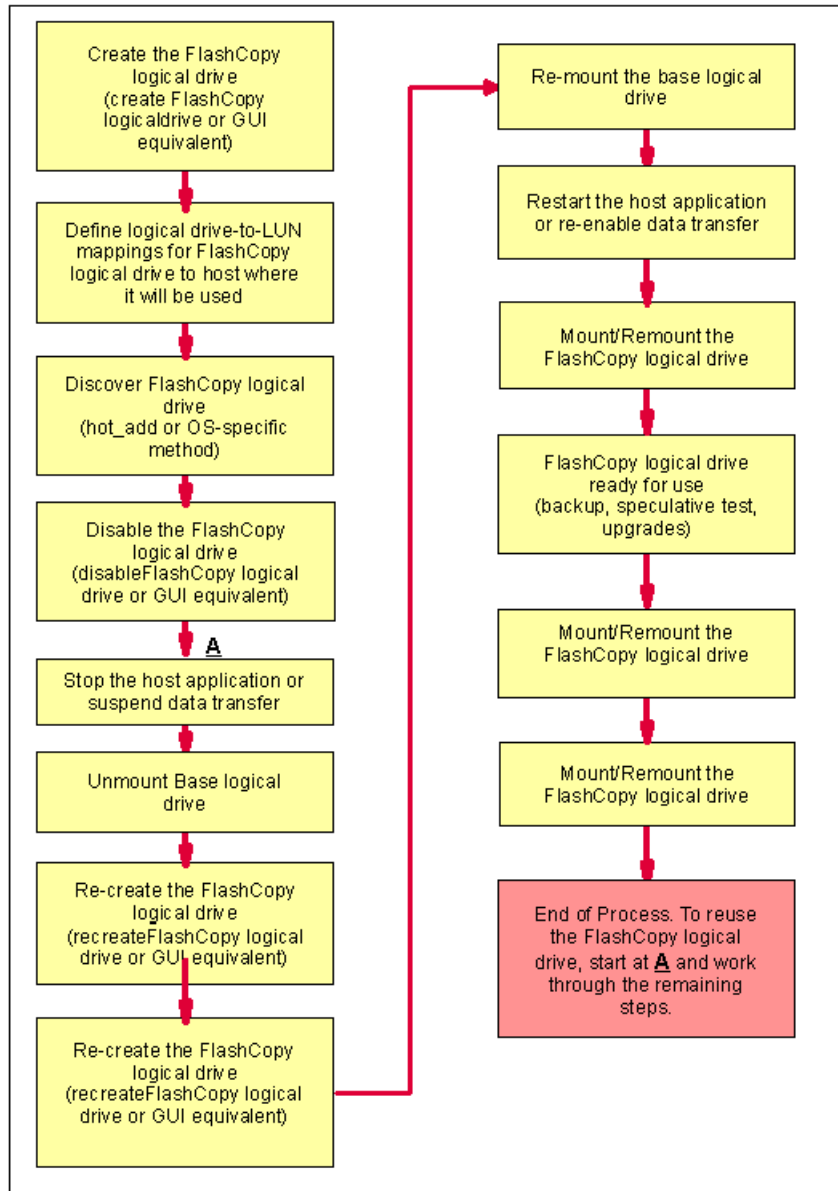 Create the FlashCopy
logical drive
(create FlashCopy
logicaldrive or GUI
equivalent)
Define logical drive-to-LUN
mappings for FlashCopy
logical drive to host where
it will be used
Discover FlashCopy logical
drive
(hot_add or OS-specific
method)
Disable the FlashCopy
logical drive
(disableFlashCopy logical
drive or GUI equivalent)
A
Stop the host application or
suspend data transfer
Unmount Base logical
drive
Re-create the FlashCopy
logical drive
(recreateFlashCopy logical
drive or GUI equivalent)
Re-create the FlashCopy
logical drive
(recreateFlashCopy logical
drive or GUI equivalent)
Re-mount the base logical
drive
Restart the host application
or re-enable data transfer
Mount/Remount the
FlashCopy logical drive
FlashCopy logical drive
ready for use
(backup, speculative test,
upgrades)
Mount/Remount the
FlashCopy logical drive
Mount/Remount the
FlashCopy logical drive
End of Process. To reuse
the FlashCopy logical
drive, start at A and work
through the remaining
steps.